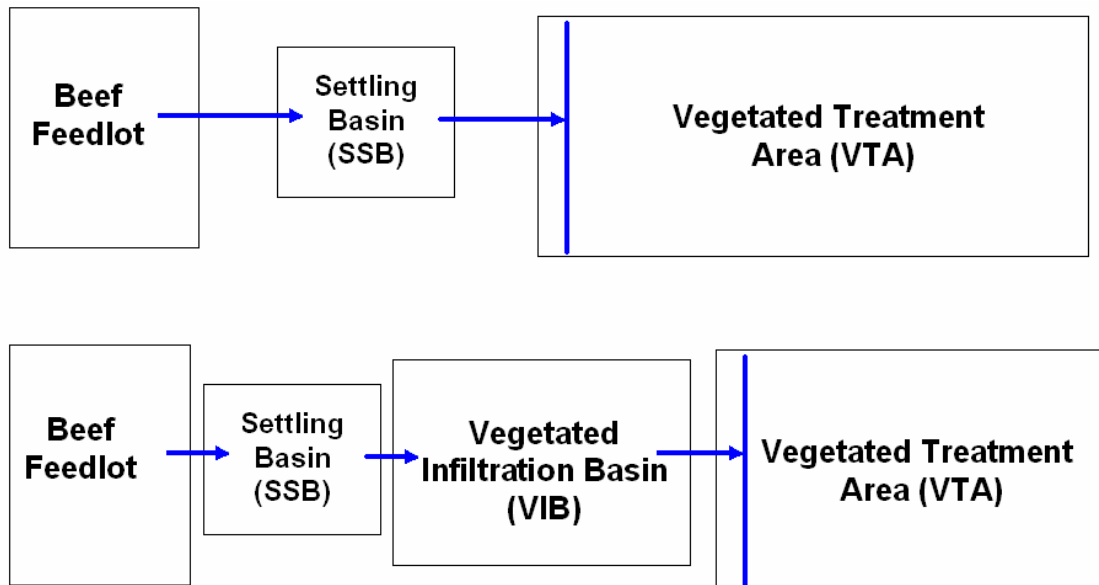 Beef
Feedlot
Settling
Basin
(SSB)
Vegetated Treatment
Area (VTA)
Beef
Feedlot
Settling
Basin
(SSB)
Vegetated
Infiltration Basin
(VIB)
Vegetated Treatment
Area (VTA)